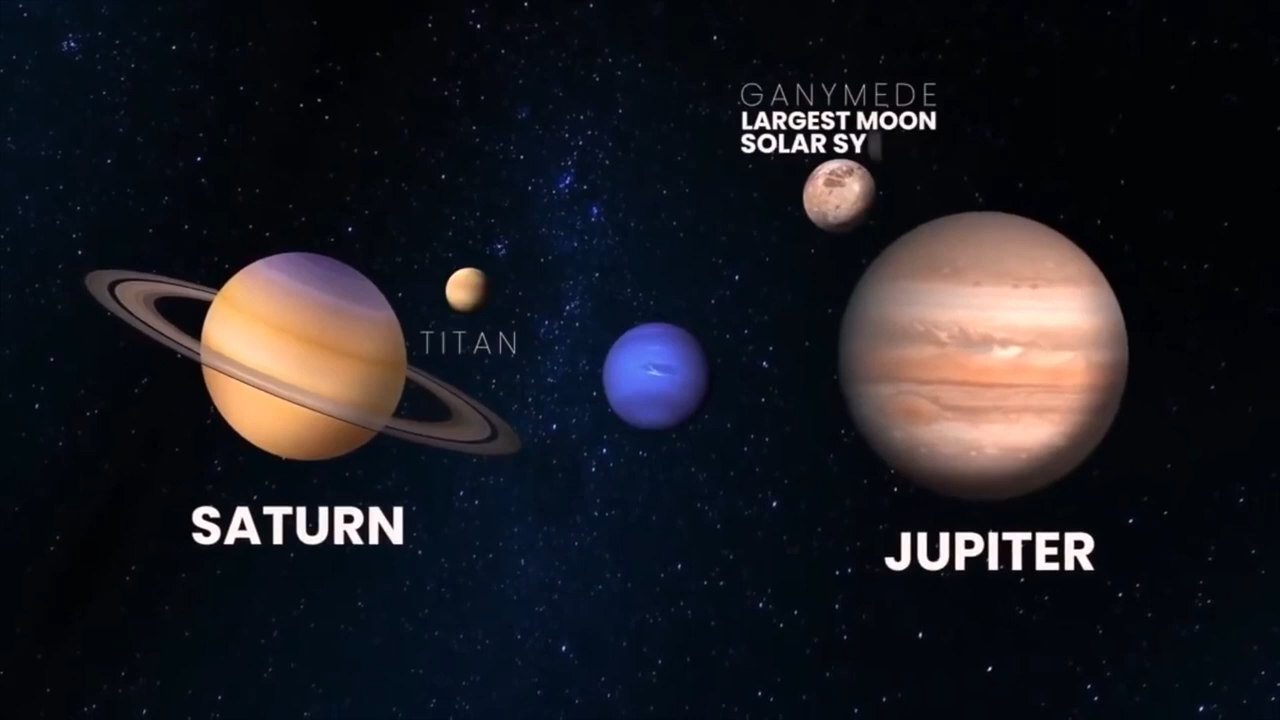 GANYMEDE
LARGEST MOON
SOLAR SY
TITAN
SATURN
JUPITER